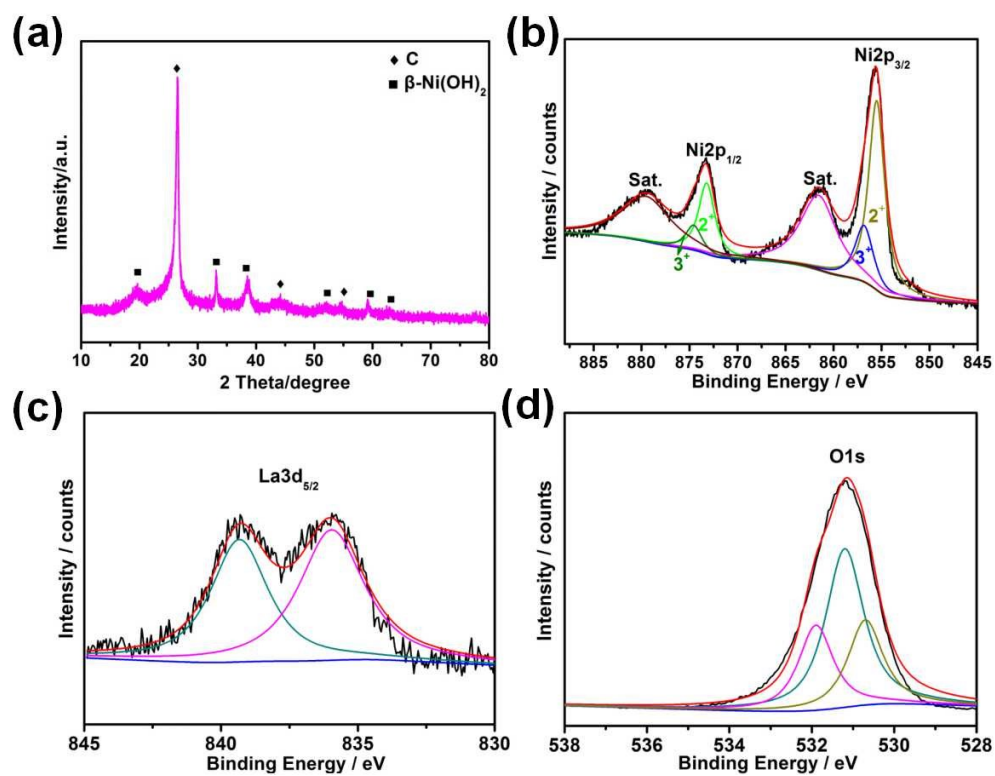 (a)
♦ C
■ β-Ni(OH)₂
Intensity/a.u.
10 20 30 40 50 60 70 80
2 Theta/degree
(b)
Ni2p₃/₂
Ni2p₁/₂
Sat.
Sat.
2⁺
3⁺
2⁺
3⁺
Intensity / counts
885 880 875 870 865 860 855 850 845
Binding Energy / eV
(c)
La3d₅/₂
Intensity / counts
845 840 835 830
Binding Energy / eV
(d)
O1s
Intensity / counts
538 536 534 532 530 528
Binding Energy / eV